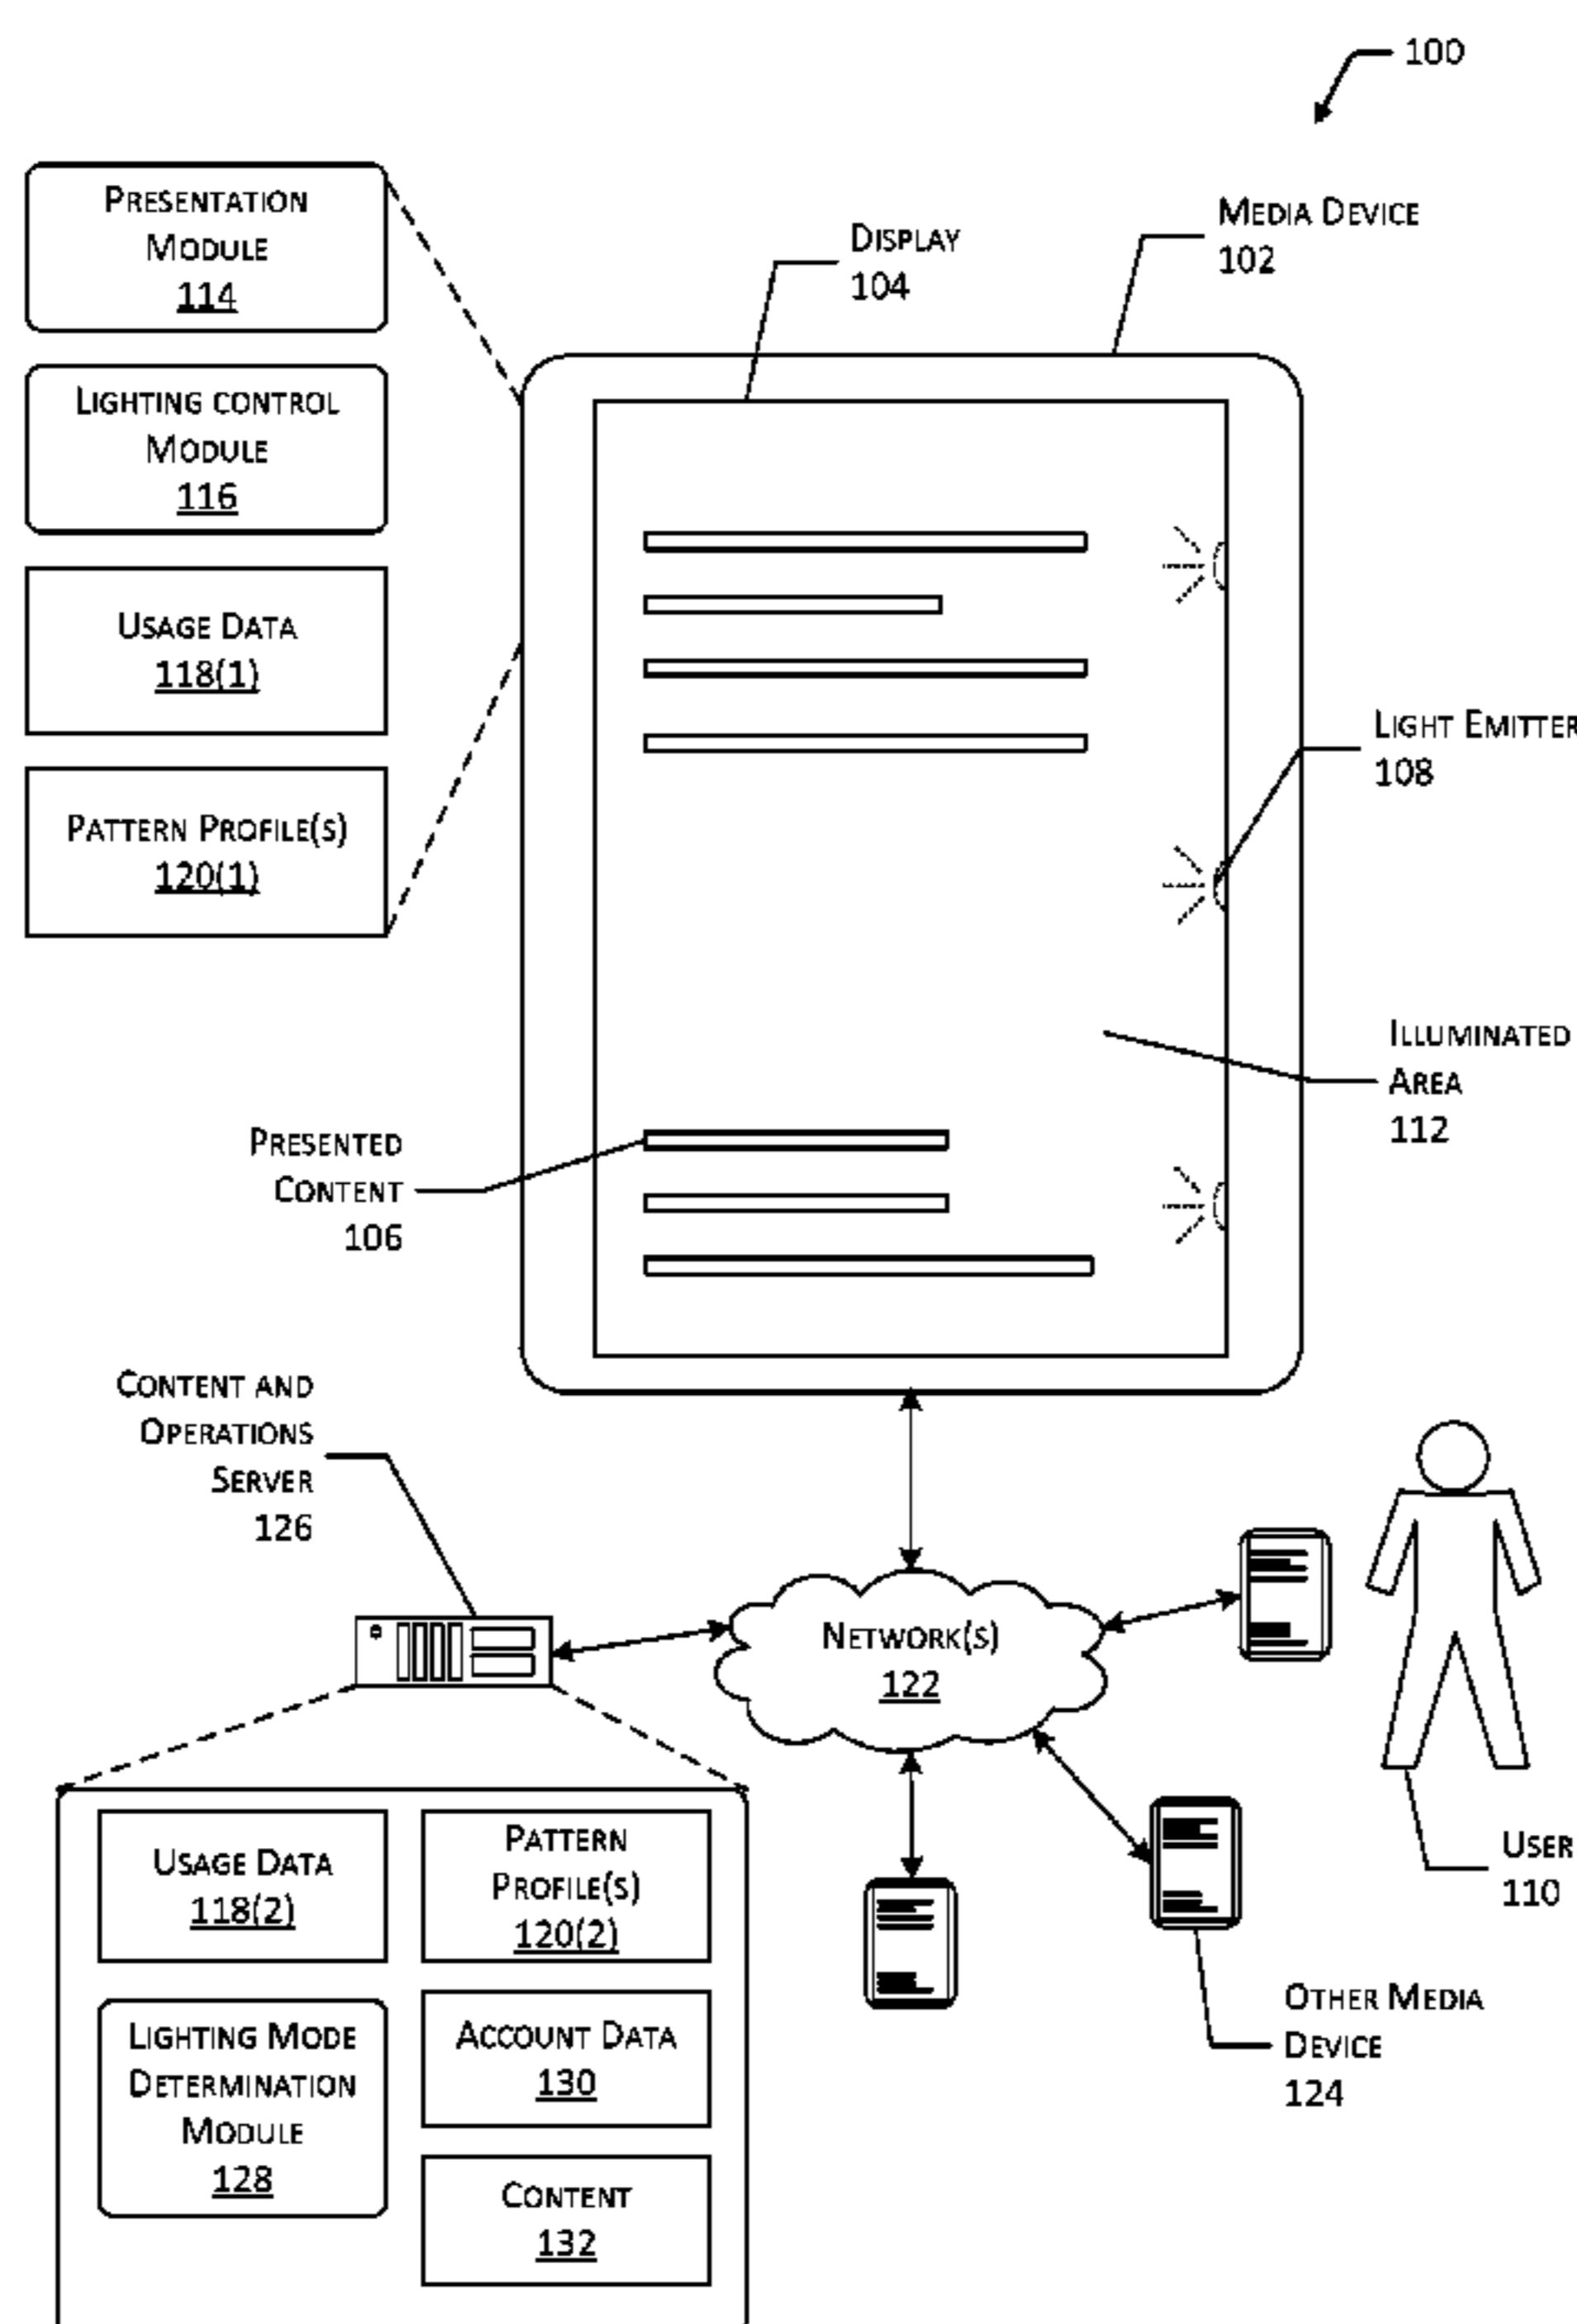 100
PRESENTATION
MODULE
114
MEDIA DEVICE
102
DISPLAY
104
LIGHTING CONTROL
MODULE
116
USAGE DATA
118(1)
LIGHT EMITTER
108
PATTERN PROFILE(S)
120(1)
ILLUMINATED
AREA
112
PRESENTED
CONTENT
106
CONTENT AND
OPERATIONS
SERVER
126
NETWORK(S)
122
USER
110
USAGE DATA
118(2)
PATTERN
PROFILE(S)
120(2)
OTHER MEDIA
DEVICE
124
LIGHTING MODE
DETERMINATION
MODULE
128
ACCOUNT DATA
130
CONTENT
132